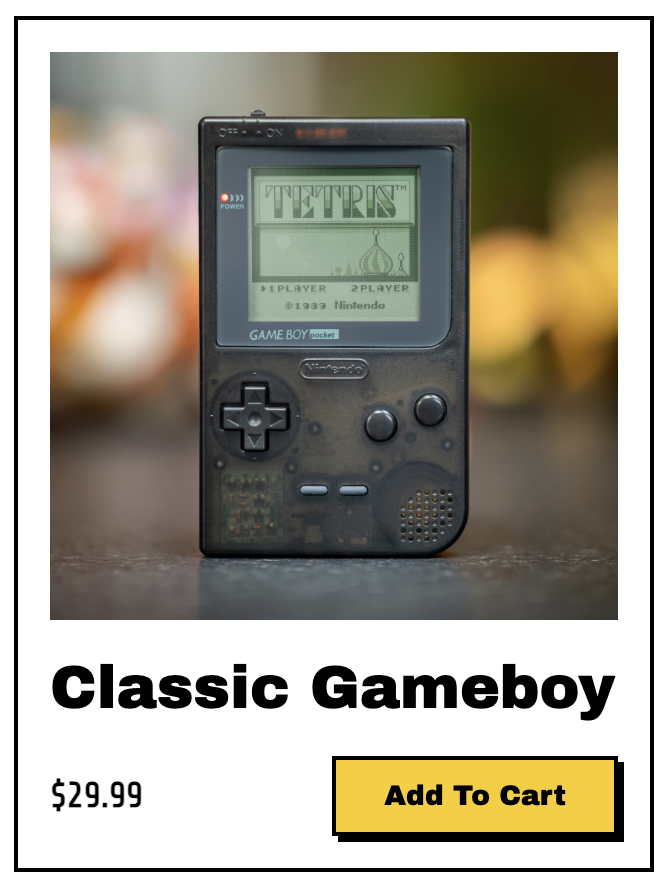 OFF ON
POWER
TETRIS™
1PLAYER 2PLAYER
©1989 Nintendo
GAME BOY pocket
Nintendo
Classic Gameboy
$29.99
Add To Cart